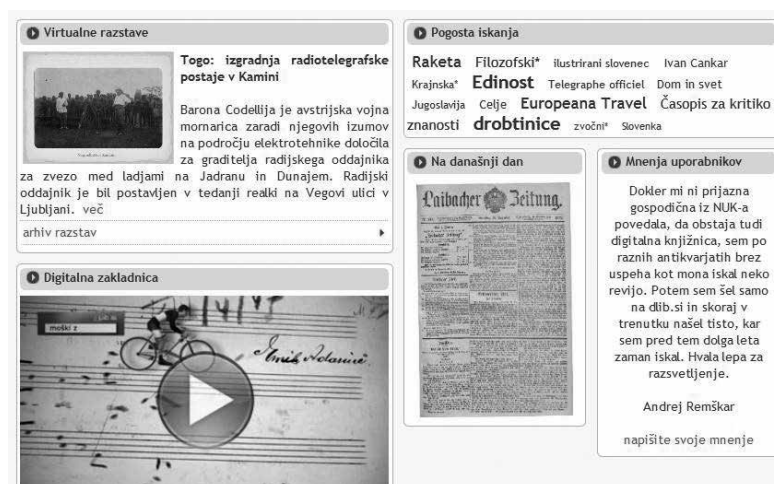 Virtualne razstave
Togo: izgradnja radiotelegrafske
postaje v Kamini
Barona Codellija je avstrijska vojna
mornarica zaradi njegovih izumov
na področju elektrotehnike določila
za graditelja radijskega oddajnika
za zvezo med ladjami na Jadranu in Dunajem. Radijski
oddajnik je bil postavljen v tedanji realki na Vegovi ulici v
Ljubljani. več
arhiv razstav
Digitalna zakladnica
moški z
Emil Adamič
Pogosta iskanja
Raketa Filozofski* ilustrirani slovenec Ivan Cankar
Krajnska* Edinost Telegraphe officiel Dom in svet
Jugoslavija Celje Europeana Travel Časopis za kritiko
znanosti drobtinice zvočni* Slovenka
Na današnji dan
Laibacher Zeitung.
Mnenja uporabnikov
Dokler mi ni prijazna
gospodična iz NUK-a
povedala, da obstaja tudi
digitalna knjižnica, sem po
raznih antikvarjatih brez
uspeha kot mona iskal neko
revijo. Potem sem šel samo
na dlib.si in skoraj v
trenutku našel tisto, kar
sem pred tem dolga leta
zaman iskal. Hvala lepa za
razsvetljenje.
Andrej Remškar
napišite svoje mnenje